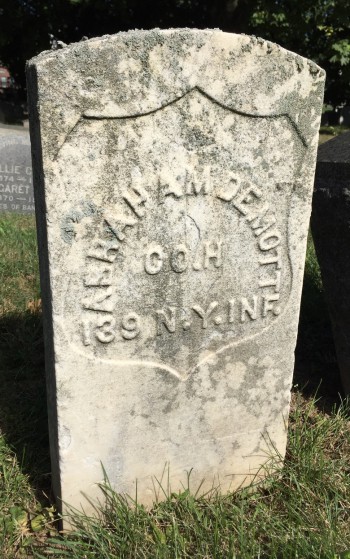 ABRAHAM DEMOTT
CO. H
139 N.Y. INF.